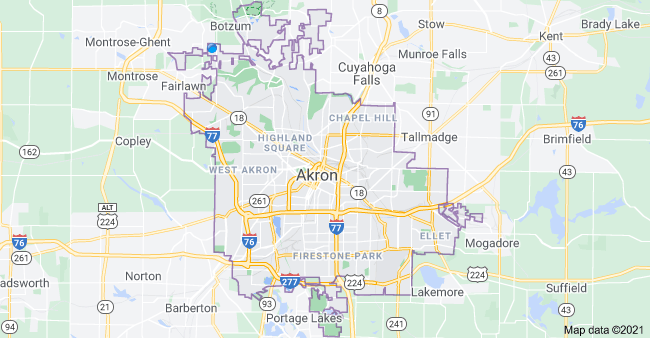 Botzum
8
Stow
Brady Lake
Montrose-Ghent
Kent
Munroe Falls
43
Cuyahoga
Falls
261
Montrose
Fairlawn
91
CHAPEL HILL
18
76
77
Tallmadge
Copley
HIGHLAND
SQUARE
Brimfield
162
WEST AKRON
Akron
43
18
261
ALT
224
77
ELLET
76
76
Mogadore
261
FIRESTONE PARK
Norton
277
224
224
adsworth
Lakemore
Suffield
93
Barberton
Portage Lakes
94
21
241
43
Map data ©2021